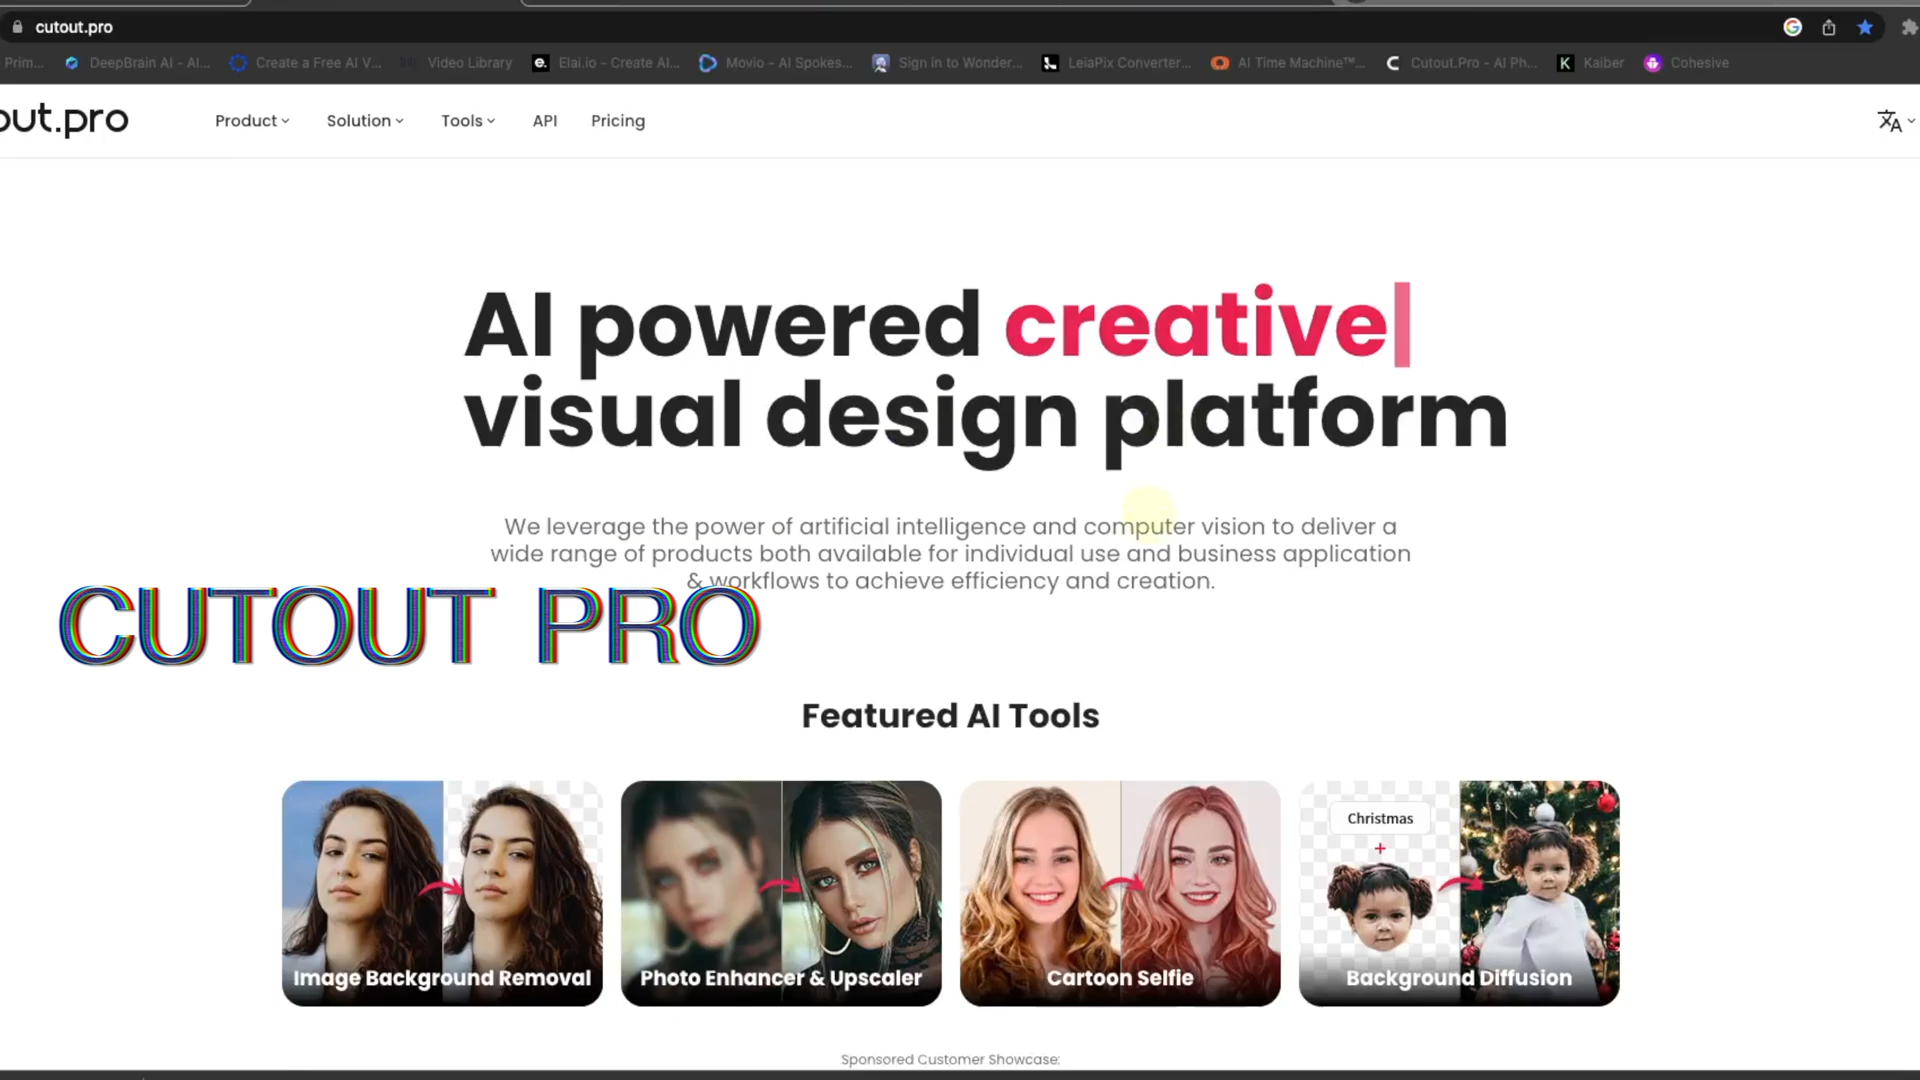 cutout.pro
Prim... DeepBrain AI - AI... Create a Free AI V... Video Library Elai.io - Create AI... Movio - AI Spokes... Sign in to Wonder... LeiaPix Converter... AI Time Machine™... Cutout.Pro - AI Ph... Kaiber Cohesive
out.pro Product Solution Tools API Pricing
AI powered creative
visual design platform
We leverage the power of artificial intelligence and computer vision to deliver a
wide range of products both available for individual use and business application
& workflows to achieve efficiency and creation.
CUTOUT PRO
Featured AI Tools
Christmas
+
Image Background Removal Photo Enhancer & Upscaler Cartoon Selfie Background Diffusion
Sponsored Customer Showcase: